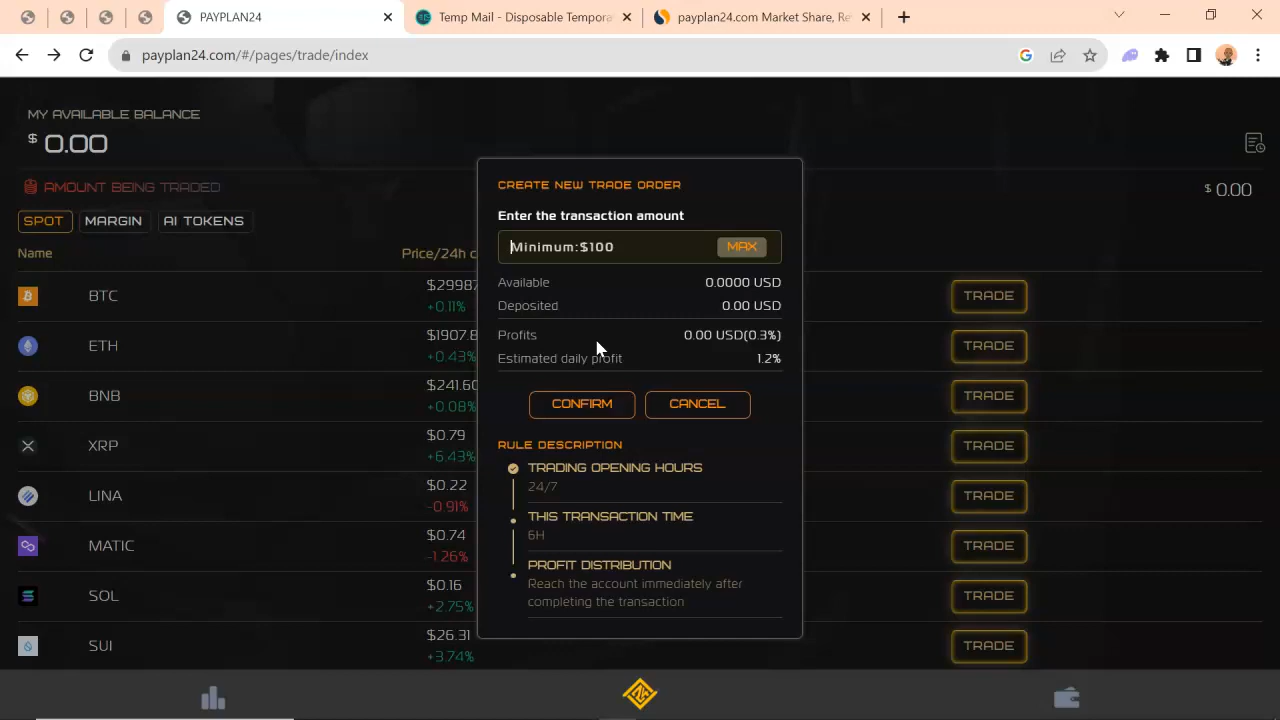 PAYPLAN24
Temp Mail - Disposable Tempora
payplan24.com Market Share, Re
payplan24.com/#/pages/trade/index
MY AVAILABLE BALANCE
$ 0.00
AMOUNT BEING TRADED
$ 0.00
SPOT MARGIN AI TOKENS
Name Price/24h c
BTC $29987 +0.11% TRADE
ETH $1907.8 +0.43% TRADE
BNB $241.60 +0.08% TRADE
XRP $0.79 +6.43% TRADE
LINA $0.22 -0.91% TRADE
MATIC $0.74 -1.26% TRADE
SOL $0.16 +2.75% TRADE
SUI $26.31 +3.74% TRADE
CREATE NEW TRADE ORDER
Enter the transaction amount
Minimum:$100 MAX
Available 0.0000 USD
Deposited 0.00 USD
Profits 0.00 USD(0.3%)
Estimated daily profit 1.2%
CONFIRM CANCEL
RULE DESCRIPTION
TRADING OPENING HOURS
24/7
THIS TRANSACTION TIME
6H
PROFIT DISTRIBUTION
Reach the account immediately after
completing the transaction